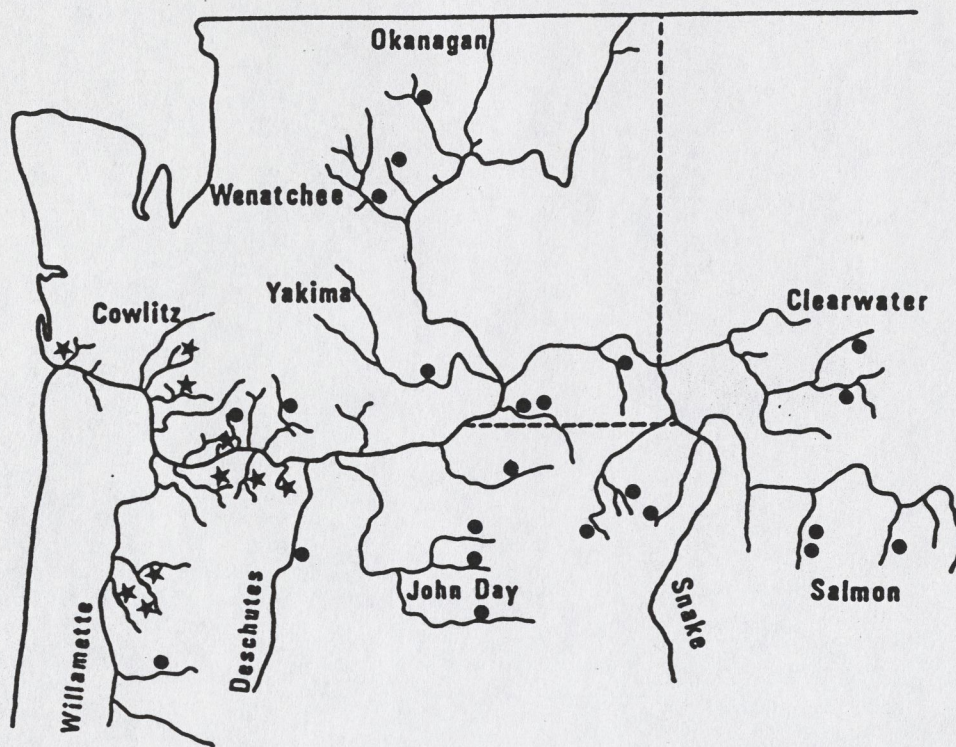 Okanagan
Wenatchee
Yakima
Cowlitz
Clearwater
Willamette
Deschutes
John Day
Snake
Salmon